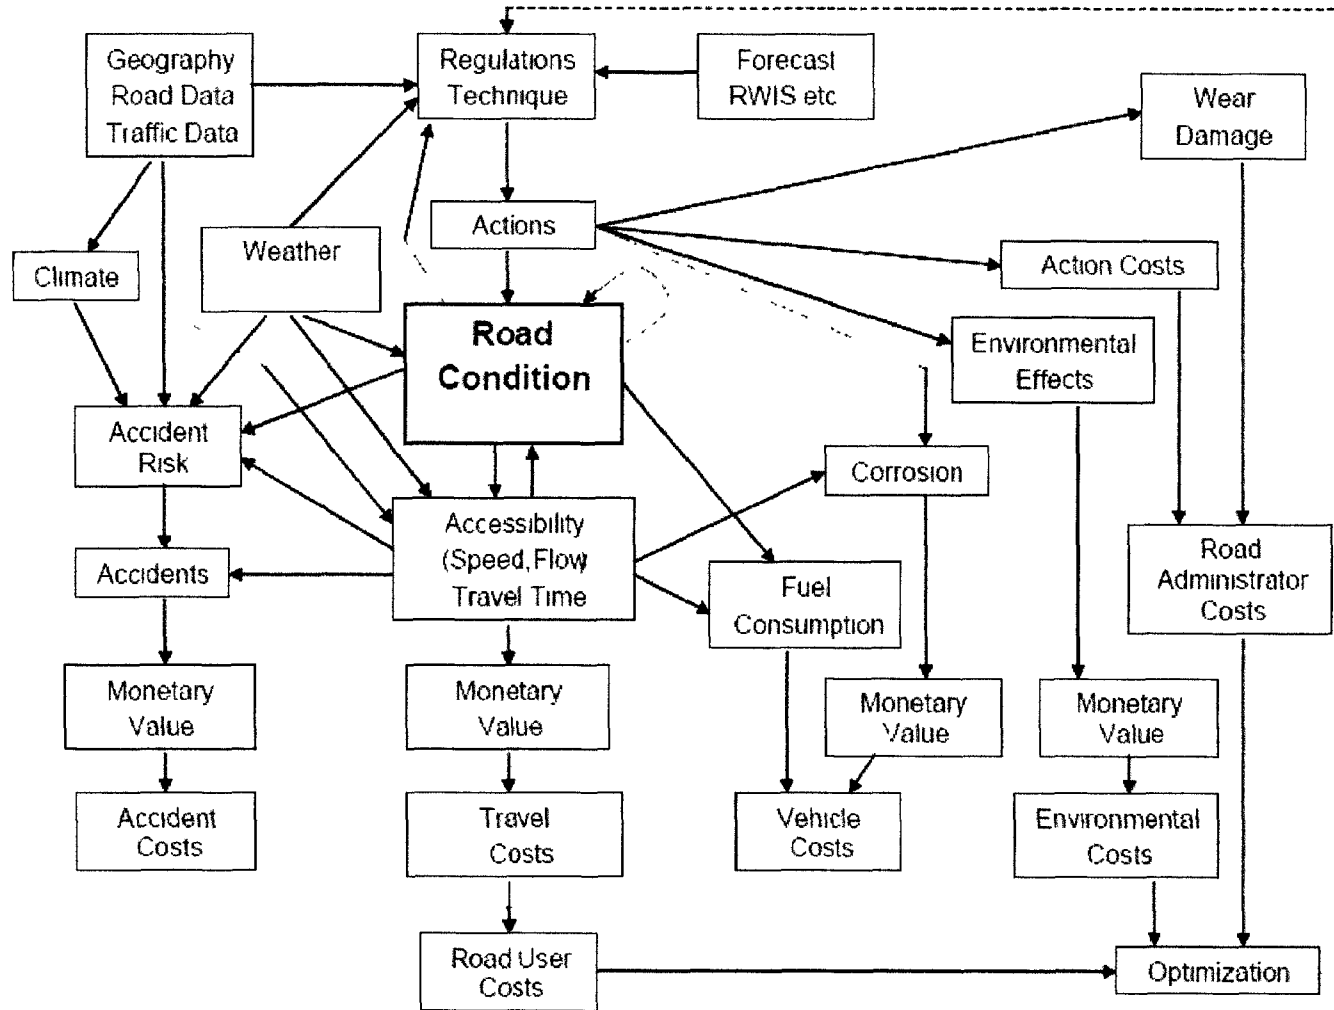 Geography
Road Data
Traffic Data
Regulations
Technique
Forecast
RWIS etc
Wear
Damage
Actions
Weather
Climate
Action Costs
Road
Condition
Environmental
Effects
Accident
Risk
Corrosion
Accessibility
(Speed, Flow
Travel Time
Accidents
Fuel
Consumption
Road
Administrator
Costs
Monetary
Value
Monetary
Value
Monetary
Value
Monetary
Value
Accident
Costs
Travel
Costs
Vehicle
Costs
Environmental
Costs
Road User
Costs
Optimization